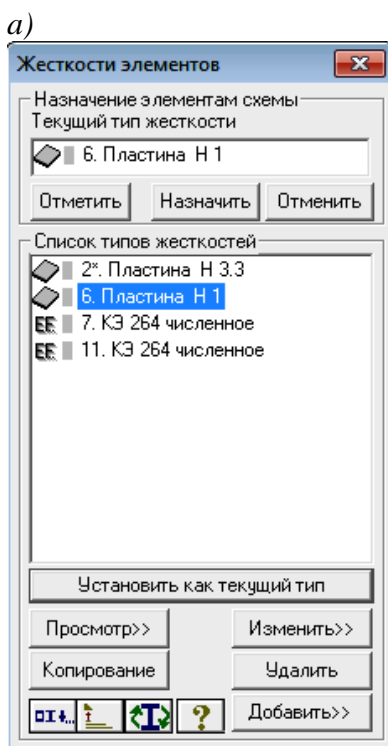 а)
Жесткости элементов
Назначение элементам схемы
Текущий тип жесткости
6. Пластина H 1
Отметить Назначить Отменить
Список типов жесткостей
2*. Пластина H 3.3
6. Пластина H 1
7. КЭ 264 численное
11. КЭ 264 численное
Установить как текущий тип
Просмотр>> Изменить>>
Копирование Удалить
Добавить>>